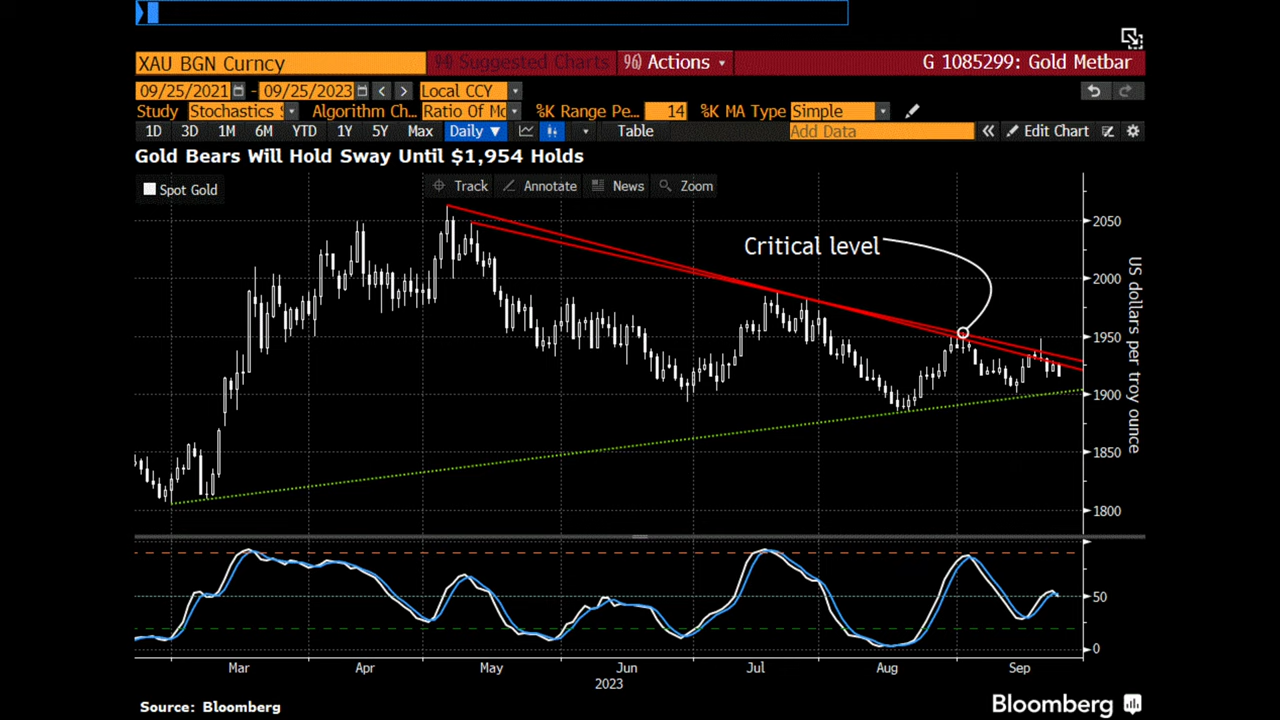 XAU BGN Curncy 94) Suggested Charts 96) Actions G 1085299: Gold Metbar
09/25/2021 - 09/25/2023 < > Local CCY
Study Stochastics Algorithm Ch... Ratio Of Me %K Range Pe... 14 %K MA Type Simple
1D 3D 1M 6M YTD 1Y 5Y Max Daily ▼ Table Add Data « Edit Chart
Gold Bears Will Hold Sway Until $1,954 Holds
Spot Gold Track Annotate News Zoom
Critical level
2050
2000
1950
1900
1850
1800
US dollars per troy ounce
50
0
Mar Apr May Jun Jul Aug Sep
2023
Source: Bloomberg
Bloomberg